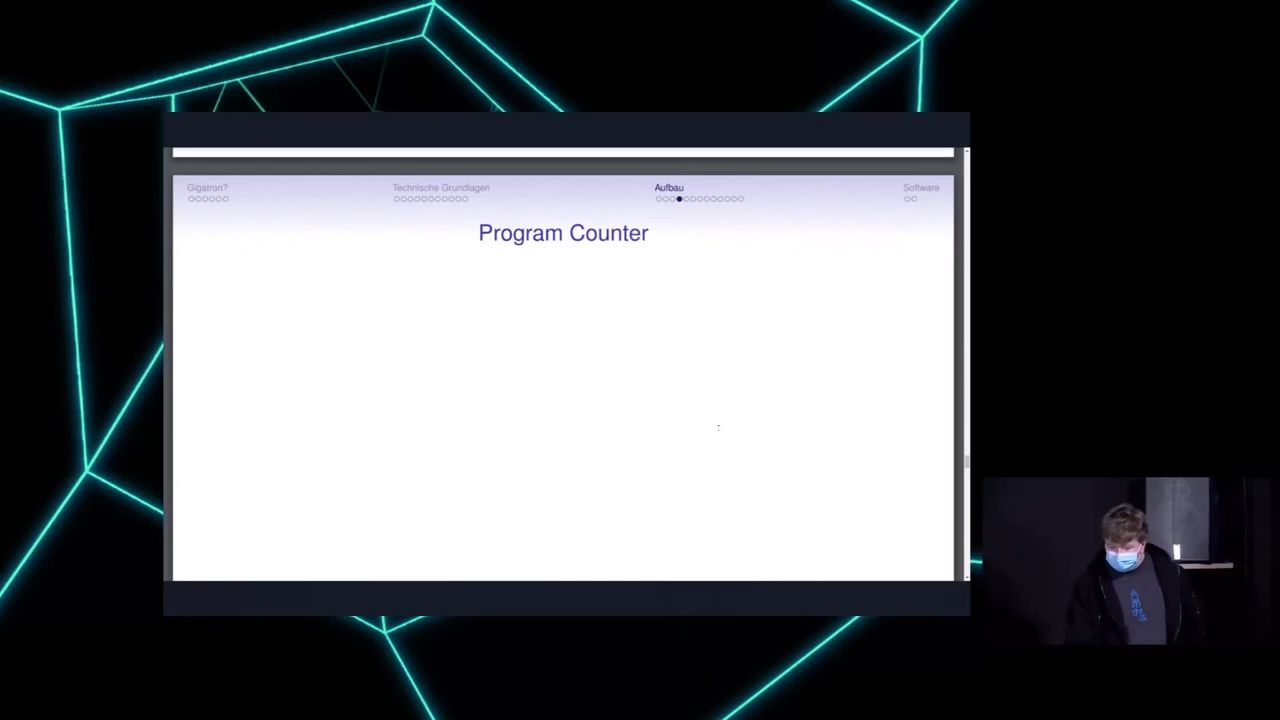 Gigatron?
Technische Grundlagen
Aufbau
Software
Program Counter